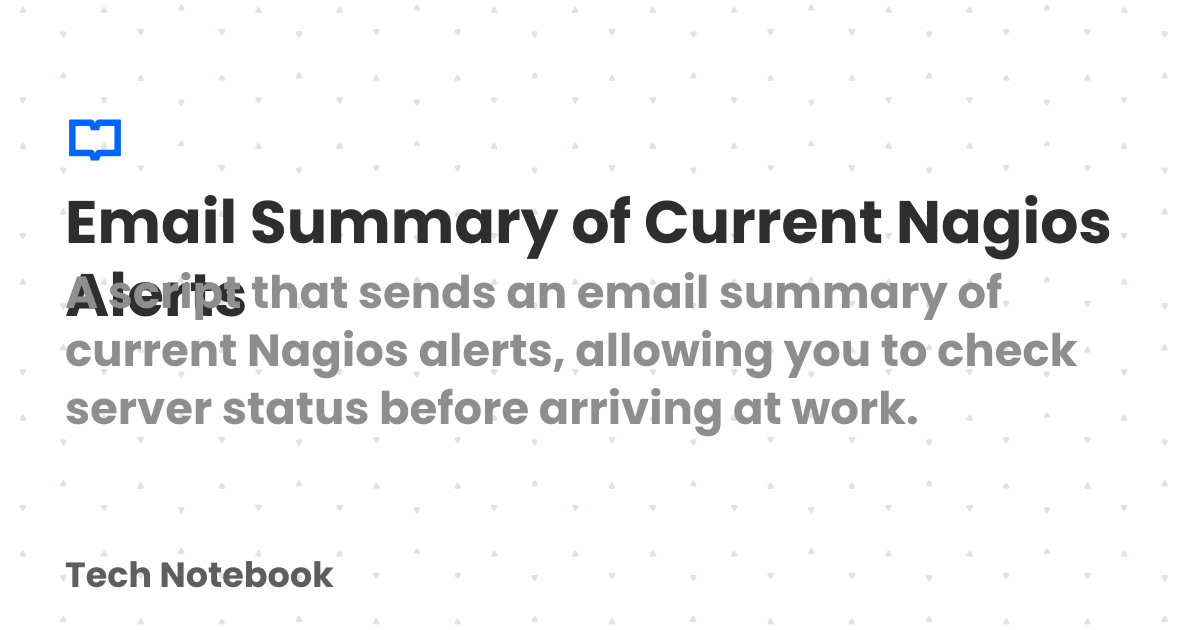 Email Summary of Current Nagios
Alerts
A script that sends an email summary of
current Nagios alerts, allowing you to check
server status before arriving at work.
Tech Notebook